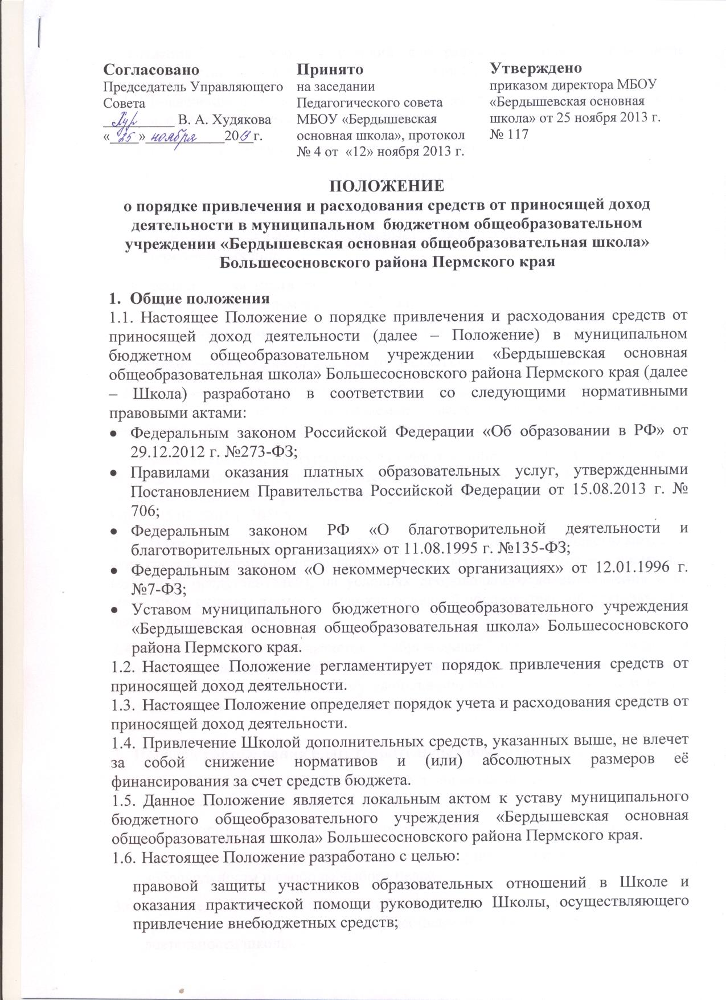 Согласовано
Председатель Управляющего
Совета
__________ В. А. Худякова
«25» ноября 2013 г.
Принято
на заседании
Педагогического совета
МБОУ «Бердышевская
основная школа», протокол
№ 4 от «12» ноября 2013 г.
Утверждено
приказом директора МБОУ
«Бердышевская основная
школа» от 25 ноября 2013 г.
№ 117
ПОЛОЖЕНИЕ
о порядке привлечения и расходования средств от приносящей доход
деятельности в муниципальном бюджетном общеобразовательном
учреждении «Бердышевская основная общеобразовательная школа»
Большесосновского района Пермского края
1. Общие положения
1.1. Настоящее Положение о порядке привлечения и расходования средств от
приносящей доход деятельности (далее – Положение) в муниципальном
бюджетном общеобразовательном учреждении «Бердышевская основная
общеобразовательная школа» Большесосновского района Пермского края (далее
– Школа) разработано в соответствии со следующими нормативными
правовыми актами:
• Федеральным законом Российской Федерации «Об образовании в РФ» от
29.12.2012 г. №273-ФЗ;
• Правилами оказания платных образовательных услуг, утвержденными
Постановлением Правительства Российской Федерации от 15.08.2013 г. №
706;
• Федеральным законом РФ «О благотворительной деятельности и
благотворительных организациях» от 11.08.1995 г. №135-ФЗ;
• Федеральным законом «О некоммерческих организациях» от 12.01.1996 г.
№7-ФЗ;
• Уставом муниципального бюджетного общеобразовательного учреждения
«Бердышевская основная общеобразовательная школа» Большесосновского
района Пермского края.
1.2. Настоящее Положение регламентирует порядок привлечения средств от
приносящей доход деятельности.
1.3. Настоящее Положение определяет порядок учета и расходования средств от
приносящей доход деятельности.
1.4. Привлечение Школой дополнительных средств, указанных выше, не влечет
за собой снижение нормативов и (или) абсолютных размеров её
финансирования за счет средств бюджета.
1.5. Данное Положение является локальным актом к уставу муниципального
бюджетного общеобразовательного учреждения «Бердышевская основная
общеобразовательная школа» Большесосновского района Пермского края.
1.6. Настоящее Положение разработано с целью:
правовой защиты участников образовательных отношений в Школе и
оказания практической помощи руководителю Школы, осуществляющего
привлечение внебюджетных средств;